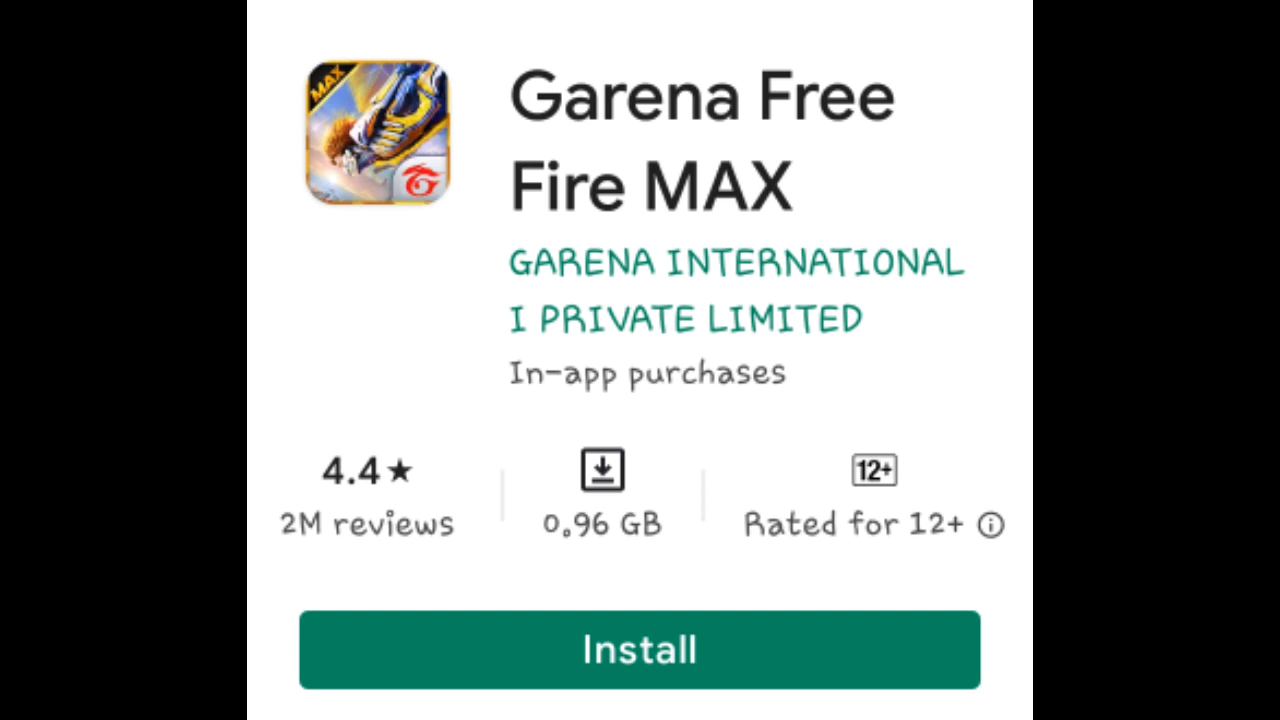 MAX
Garena Free
Fire MAX
GARENA INTERNATIONAL
I PRIVATE LIMITED
In-app purchases
4.4★
2M reviews
0.96 GB
12+
Rated for 12+
Install